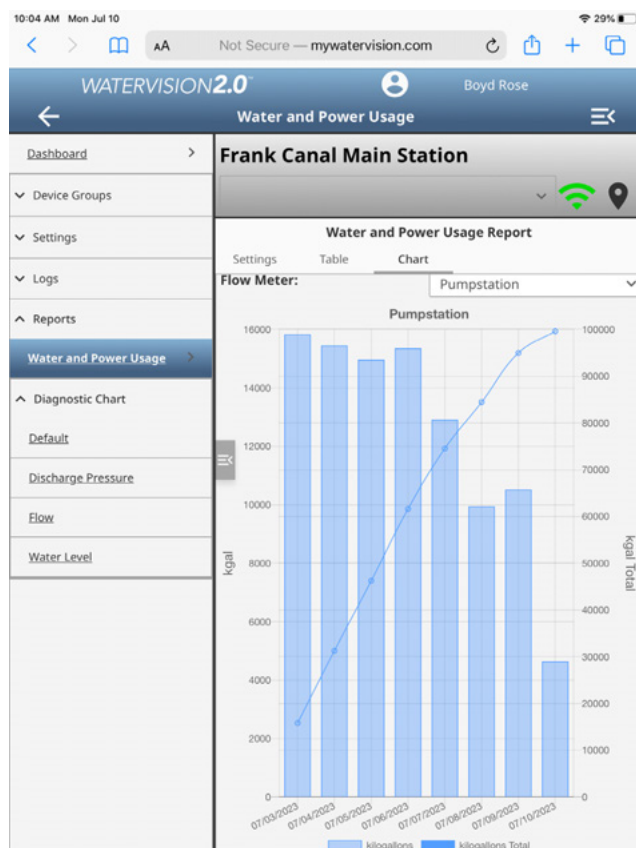 10:04 AM Mon Jul 10
29%
AA
Not Secure — mywatervision.com
WATERVISION2.0™
Boyd Rose
Water and Power Usage
Dashboard
Device Groups
Settings
Logs
Reports
Water and Power Usage
Diagnostic Chart
Default
Discharge Pressure
Flow
Water Level
Frank Canal Main Station
Water and Power Usage Report
Settings Table Chart
Flow Meter: Pumpstation
Pumpstation
kgal
16000
14000
12000
10000
8000
6000
4000
2000
0
kgal Total
100000
90000
80000
70000
60000
50000
40000
30000
20000
10000
0
07/03/2023 07/04/2023 07/05/2023 07/06/2023 07/07/2023 07/08/2023 07/09/2023 07/10/2023
kilogallons kilogallons Total